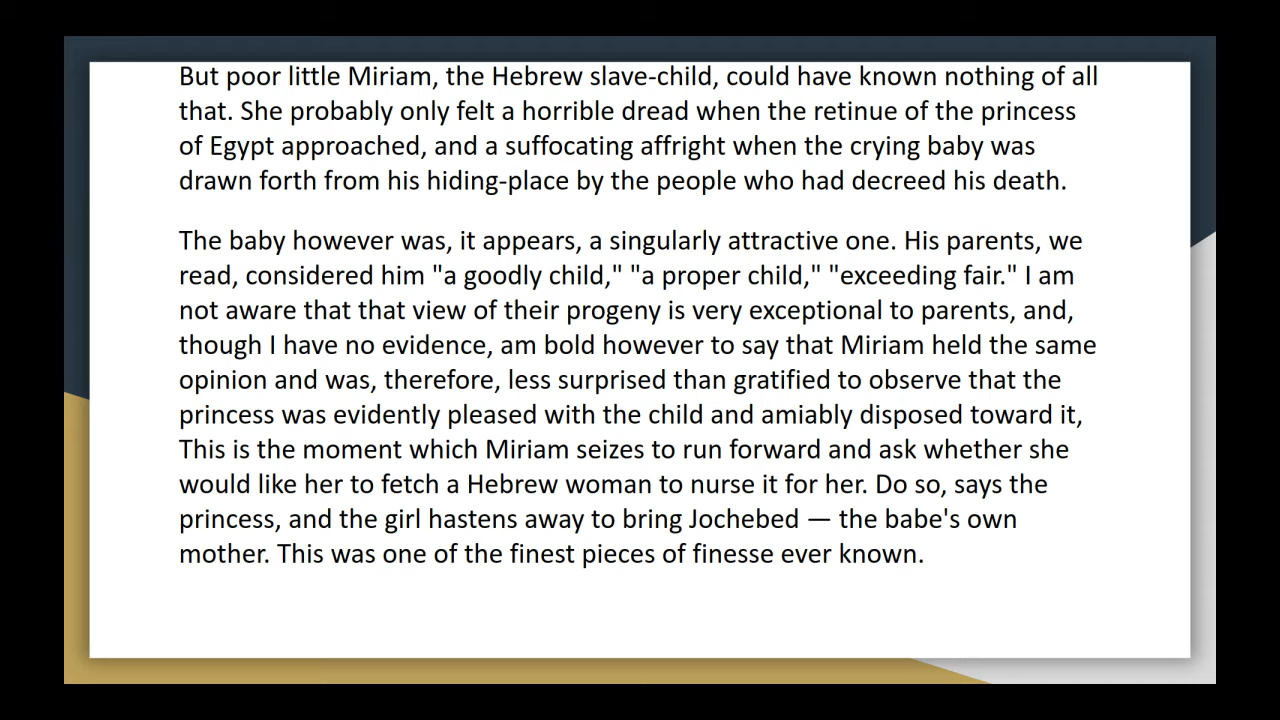 But poor little Miriam, the Hebrew slave-child, could have known nothing of all
that. She probably only felt a horrible dread when the retinue of the princess
of Egypt approached, and a suffocating affright when the crying baby was
drawn forth from his hiding-place by the people who had decreed his death.
The baby however was, it appears, a singularly attractive one. His parents, we
read, considered him "a goodly child," "a proper child," "exceeding fair." I am
not aware that that view of their progeny is very exceptional to parents, and,
though I have no evidence, am bold however to say that Miriam held the same
opinion and was, therefore, less surprised than gratified to observe that the
princess was evidently pleased with the child and amiably disposed toward it,
This is the moment which Miriam seizes to run forward and ask whether she
would like her to fetch a Hebrew woman to nurse it for her. Do so, says the
princess, and the girl hastens away to bring Jochebed — the babe's own
mother. This was one of the finest pieces of finesse ever known.